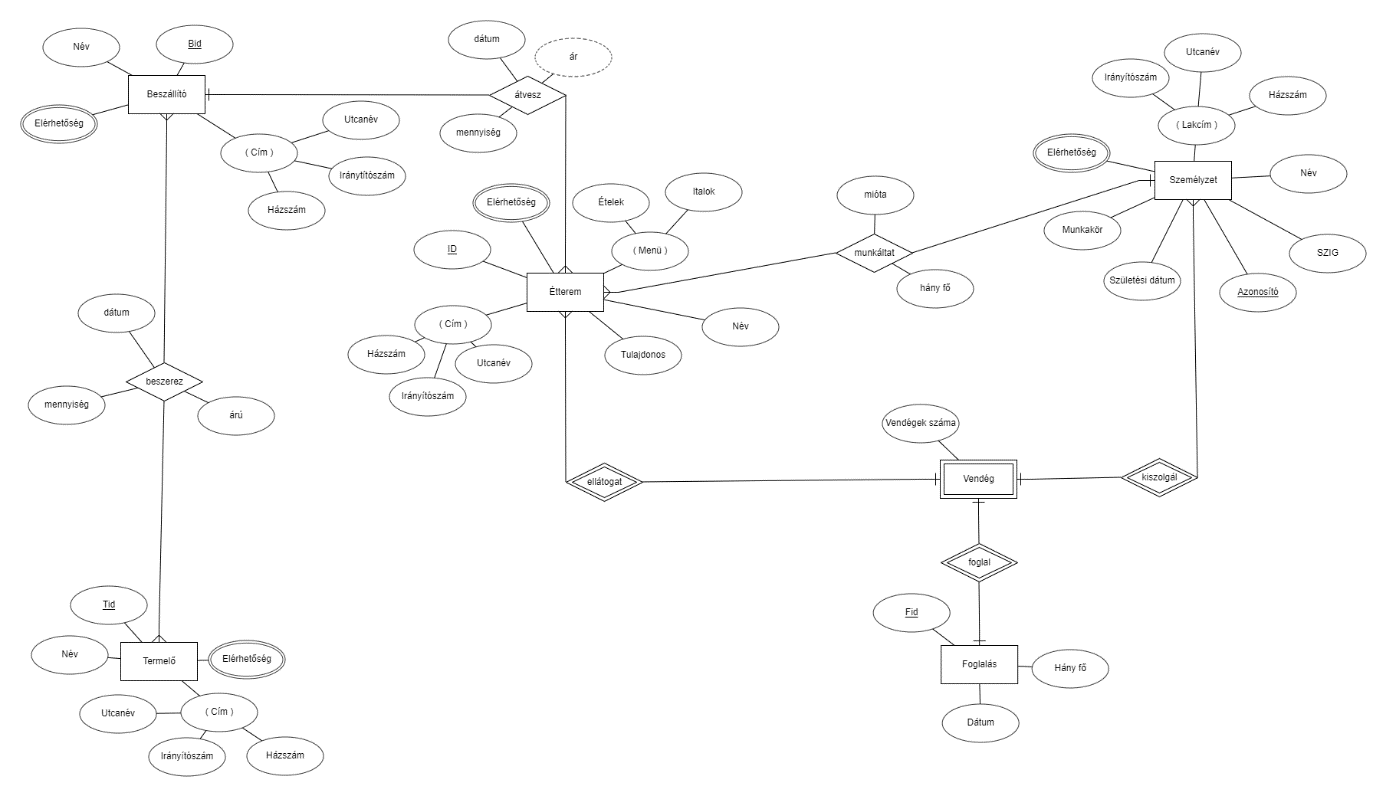 Név
Bid
Beszállító
Elérhetőség
( Cím )
Utcanév
Iránytítószám
Házszám
dátum
ár
átvesz
mennyiség
Elérhetőség
Ételek
Italok
( Menü )
ID
Étterem
( Cím )
Házszám
Utcanév
Irányítószám
Tulajdonos
Név
mióta
munkáltat
hány fő
Utcanév
Irányítószám
Házszám
( Lakcím )
Elérhetőség
Személyzet
Név
Munkakör
Születési dátum
Azonosító
SZIG
dátum
beszerez
mennyiség
árú
Vendégek száma
ellátogat
Vendég
kiszolgál
foglal
Fid
Foglalás
Hány fő
Dátum
Tid
Név
Termelő
Elérhetőség
Utcanév
( Cím )
Irányítószám
Házszám